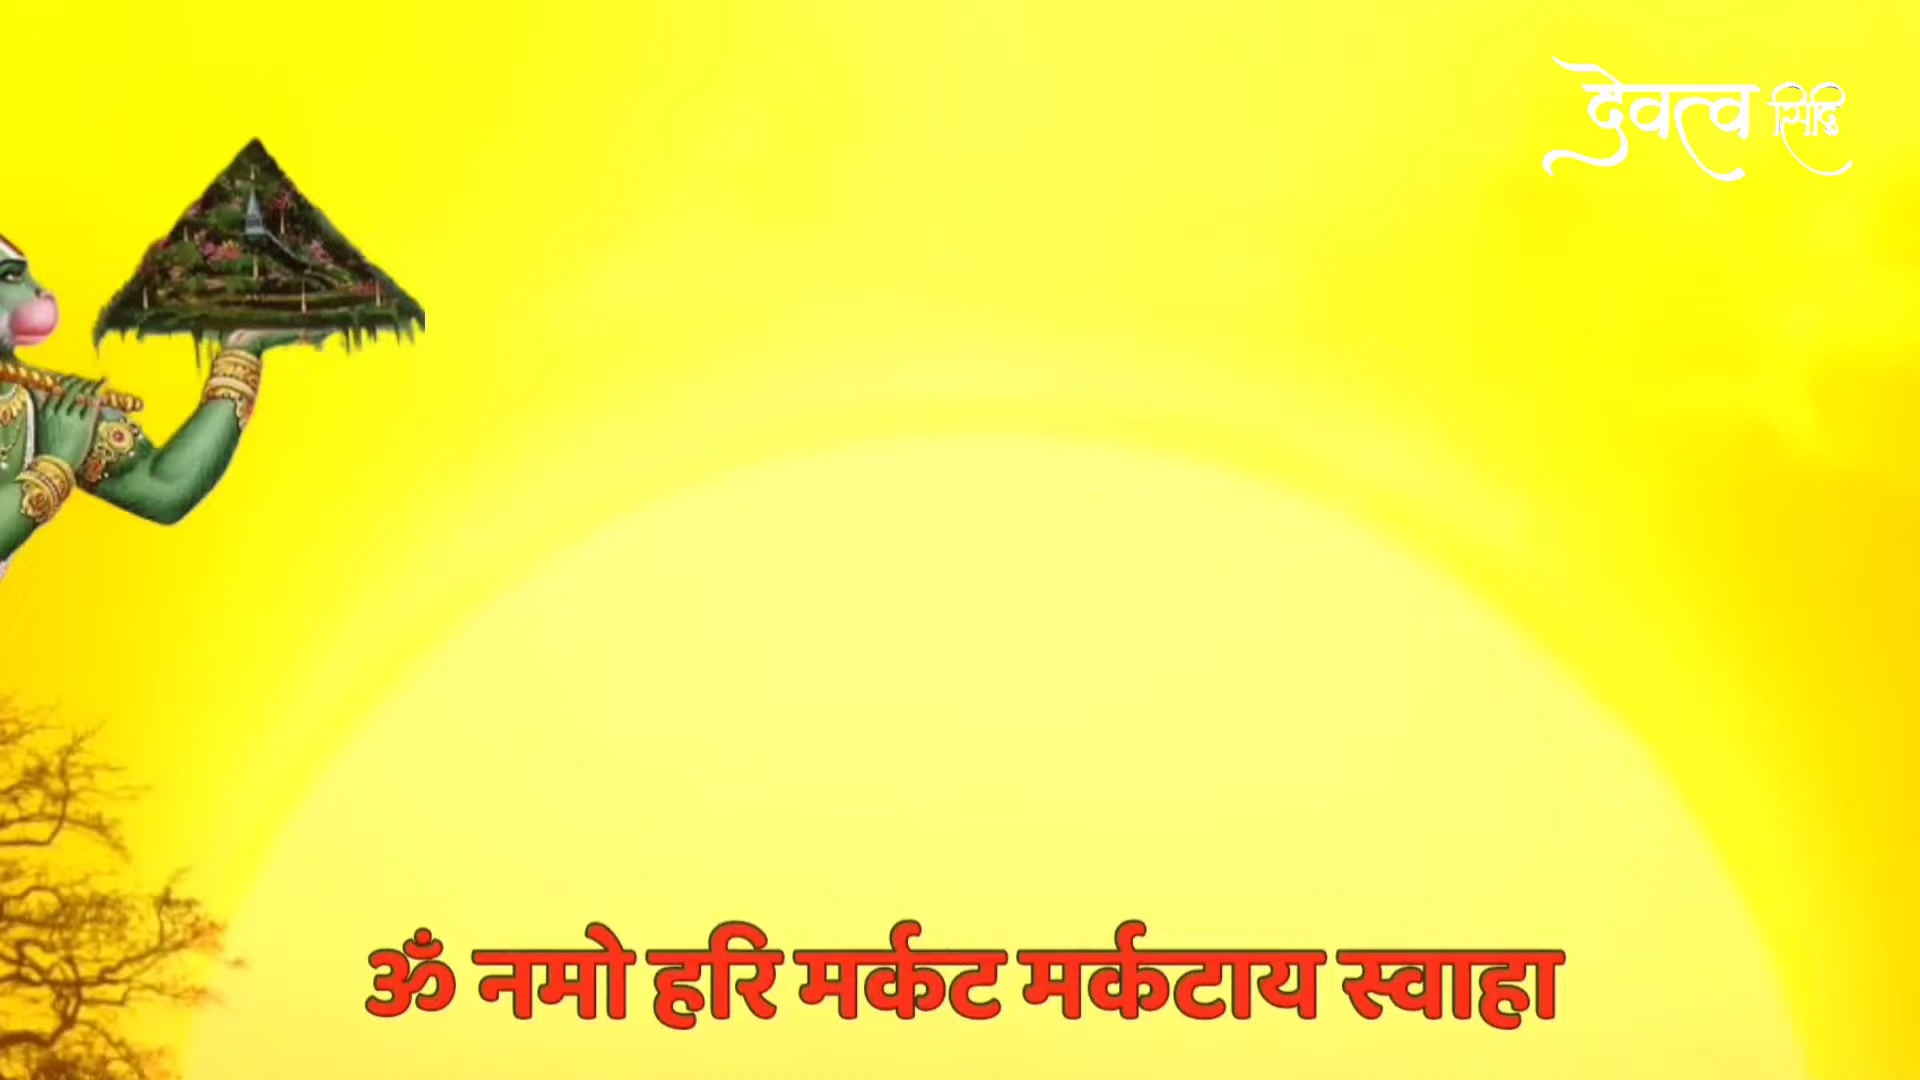 देवत्व सिद्धि
ॐ नमो हरि मर्कट मर्कटाय स्वाहा